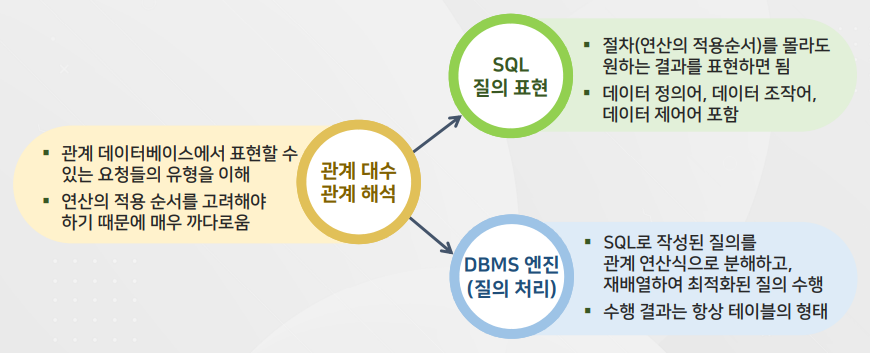 관계 데이터베이스에서 표현할 수
있는 요청들의 유형을 이해
연산의 적용 순서를 고려해야
하기 때문에 매우 까다로움
관계 대수
관계 해석
SQL
질의 표현
절차(연산의 적용순서)를 몰라도
원하는 결과를 표현하면 됨
데이터 정의어, 데이터 조작어,
데이터 제어어 포함
DBMS 엔진
(질의 처리)
SQL로 작성된 질의를
관계 연산식으로 분해하고,
재배열하여 최적화된 질의 수행
수행 결과는 항상 테이블의 형태